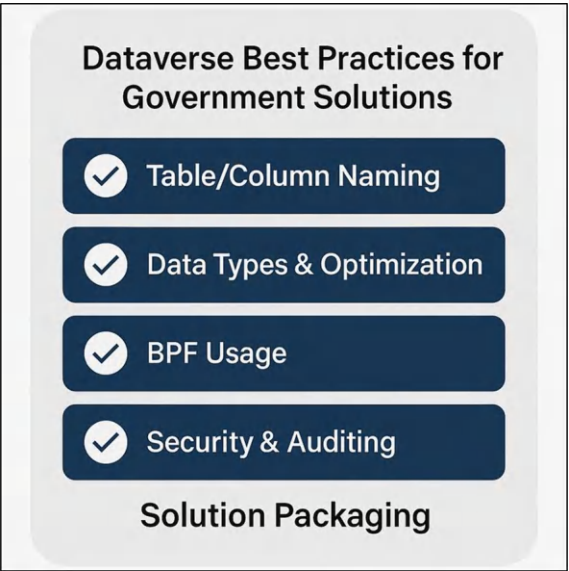 Dataverse Best Practices for
Government Solutions
Table/Column Naming
Data Types & Optimization
BPF Usage
Security & Auditing
Solution Packaging